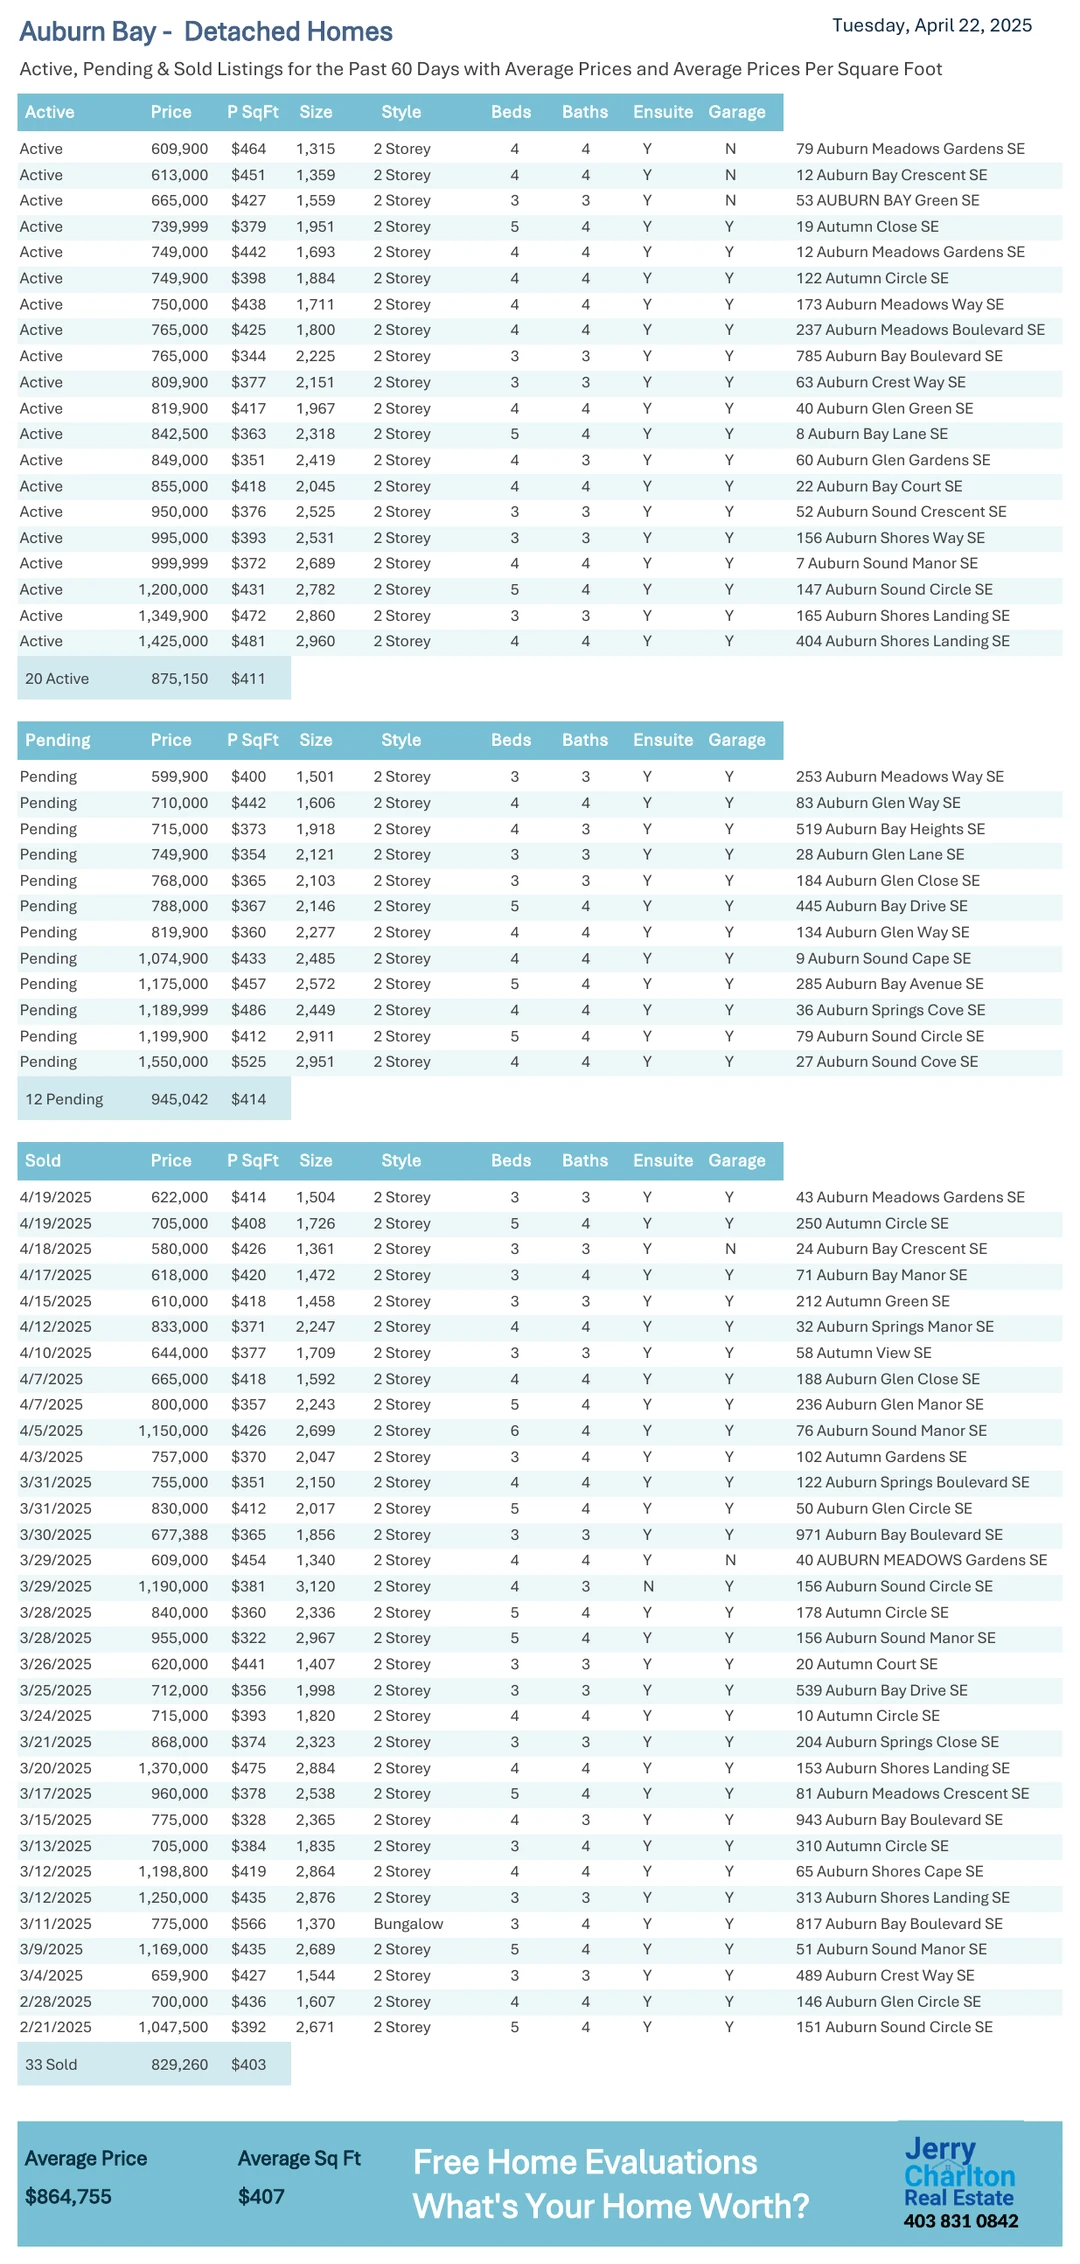 Auburn Bay - Detached Homes
Tuesday, April 22, 2025
Active, Pending & Sold Listings for the Past 60 Days with Average Prices and Average Prices Per Square Foot
Active Price P SqFt Size Style Beds Baths Ensuite Garage
Active 609,900 $464 1,315 2 Storey 4 4 Y N 79 Auburn Meadows Gardens SE
Active 613,000 $451 1,359 2 Storey 4 4 Y N 12 Auburn Bay Crescent SE
Active 665,000 $427 1,559 2 Storey 3 3 Y N 53 AUBURN BAY Green SE
Active 739,999 $379 1,951 2 Storey 5 4 Y Y 19 Autumn Close SE
Active 749,000 $442 1,693 2 Storey 4 4 Y Y 12 Auburn Meadows Gardens SE
Active 749,900 $398 1,884 2 Storey 4 4 Y Y 122 Autumn Circle SE
Active 750,000 $438 1,711 2 Storey 4 4 Y Y 173 Auburn Meadows Way SE
Active 765,000 $425 1,800 2 Storey 4 4 Y Y 237 Auburn Meadows Boulevard SE
Active 765,000 $344 2,225 2 Storey 3 3 Y Y 785 Auburn Bay Boulevard SE
Active 809,900 $377 2,151 2 Storey 3 3 Y Y 63 Auburn Crest Way SE
Active 819,900 $417 1,967 2 Storey 4 4 Y Y 40 Auburn Glen Green SE
Active 842,500 $363 2,318 2 Storey 5 4 Y Y 8 Auburn Bay Lane SE
Active 849,000 $351 2,419 2 Storey 4 3 Y Y 60 Auburn Glen Gardens SE
Active 855,000 $418 2,045 2 Storey 4 4 Y Y 22 Auburn Bay Court SE
Active 950,000 $376 2,525 2 Storey 3 3 Y Y 52 Auburn Sound Crescent SE
Active 995,000 $393 2,531 2 Storey 3 3 Y Y 156 Auburn Shores Way SE
Active 999,999 $372 2,689 2 Storey 4 4 Y Y 7 Auburn Sound Manor SE
Active 1,200,000 $431 2,782 2 Storey 5 4 Y Y 147 Auburn Sound Circle SE
Active 1,349,900 $472 2,860 2 Storey 3 3 Y Y 165 Auburn Shores Landing SE
Active 1,425,000 $481 2,960 2 Storey 4 4 Y Y 404 Auburn Shores Landing SE
20 Active 875,150 $411
Pending Price P SqFt Size Style Beds Baths Ensuite Garage
Pending 599,900 $400 1,501 2 Storey 3 3 Y Y 253 Auburn Meadows Way SE
Pending 710,000 $442 1,606 2 Storey 4 4 Y Y 83 Auburn Glen Way SE
Pending 715,000 $373 1,918 2 Storey 4 3 Y Y 519 Auburn Bay Heights SE
Pending 749,900 $354 2,121 2 Storey 3 3 Y Y 28 Auburn Glen Lane SE
Pending 768,000 $365 2,103 2 Storey 3 3 Y Y 184 Auburn Glen Close SE
Pending 788,000 $367 2,146 2 Storey 5 4 Y Y 445 Auburn Bay Drive SE
Pending 819,900 $360 2,277 2 Storey 4 4 Y Y 134 Auburn Glen Way SE
Pending 1,074,900 $433 2,485 2 Storey 4 4 Y Y 9 Auburn Sound Cape SE
Pending 1,175,000 $457 2,572 2 Storey 5 4 Y Y 285 Auburn Bay Avenue SE
Pending 1,189,999 $486 2,449 2 Storey 4 4 Y Y 36 Auburn Springs Cove SE
Pending 1,199,900 $412 2,911 2 Storey 5 4 Y Y 79 Auburn Sound Circle SE
Pending 1,550,000 $525 2,951 2 Storey 4 4 Y Y 27 Auburn Sound Cove SE
12 Pending 945,042 $414
Sold Price P SqFt Size Style Beds Baths Ensuite Garage
4/19/2025 622,000 $414 1,504 2 Storey 3 3 Y Y 43 Auburn Meadows Gardens SE
4/19/2025 705,000 $408 1,726 2 Storey 5 4 Y Y 250 Autumn Circle SE
4/18/2025 580,000 $426 1,361 2 Storey 3 3 Y N 24 Auburn Bay Crescent SE
4/17/2025 618,000 $420 1,472 2 Storey 3 4 Y Y 71 Auburn Bay Manor SE
4/15/2025 610,000 $418 1,458 2 Storey 3 3 Y Y 212 Autumn Green SE
4/12/2025 833,000 $371 2,247 2 Storey 4 4 Y Y 32 Auburn Springs Manor SE
4/10/2025 644,000 $377 1,709 2 Storey 3 3 Y Y 58 Autumn View SE
4/7/2025 665,000 $418 1,592 2 Storey 4 4 Y Y 188 Auburn Glen Close SE
4/7/2025 800,000 $357 2,243 2 Storey 5 4 Y Y 236 Auburn Glen Manor SE
4/5/2025 1,150,000 $426 2,699 2 Storey 6 4 Y Y 76 Auburn Sound Manor SE
4/3/2025 757,000 $370 2,047 2 Storey 3 4 Y Y 102 Autumn Gardens SE
3/31/2025 755,000 $351 2,150 2 Storey 4 4 Y Y 122 Auburn Springs Boulevard SE
3/31/2025 830,000 $412 2,017 2 Storey 5 4 Y Y 50 Auburn Glen Circle SE
3/30/2025 677,388 $365 1,856 2 Storey 3 3 Y Y 971 Auburn Bay Boulevard SE
3/29/2025 609,000 $454 1,340 2 Storey 4 4 Y N 40 AUBURN MEADOWS Gardens SE
3/29/2025 1,190,000 $381 3,120 2 Storey 4 3 N Y 156 Auburn Sound Circle SE
3/28/2025 840,000 $360 2,336 2 Storey 5 4 Y Y 178 Autumn Circle SE
3/28/2025 955,000 $322 2,967 2 Storey 5 4 Y Y 156 Auburn Sound Manor SE
3/26/2025 620,000 $441 1,407 2 Storey 3 3 Y Y 20 Autumn Court SE
3/25/2025 712,000 $356 1,998 2 Storey 3 3 Y Y 539 Auburn Bay Drive SE
3/24/2025 715,000 $393 1,820 2 Storey 4 4 Y Y 10 Autumn Circle SE
3/21/2025 868,000 $374 2,323 2 Storey 3 3 Y Y 204 Auburn Springs Close SE
3/20/2025 1,370,000 $475 2,884 2 Storey 4 4 Y Y 153 Auburn Shores Landing SE
3/17/2025 960,000 $378 2,538 2 Storey 5 4 Y Y 81 Auburn Meadows Crescent SE
3/15/2025 775,000 $328 2,365 2 Storey 4 3 Y Y 943 Auburn Bay Boulevard SE
3/13/2025 705,000 $384 1,835 2 Storey 3 4 Y Y 310 Autumn Circle SE
3/12/2025 1,198,800 $419 2,864 2 Storey 4 4 Y Y 65 Auburn Shores Cape SE
3/12/2025 1,250,000 $435 2,876 2 Storey 3 3 Y Y 313 Auburn Shores Landing SE
3/11/2025 775,000 $566 1,370 Bungalow 3 4 Y Y 817 Auburn Bay Boulevard SE
3/9/2025 1,169,000 $435 2,689 2 Storey 5 4 Y Y 51 Auburn Sound Manor SE
3/4/2025 659,900 $427 1,544 2 Storey 3 3 Y Y 489 Auburn Crest Way SE
2/28/2025 700,000 $436 1,607 2 Storey 4 4 Y Y 146 Auburn Glen Circle SE
2/21/2025 1,047,500 $392 2,671 2 Storey 5 4 Y Y 151 Auburn Sound Circle SE
33 Sold 829,260 $403
Average Price Average Sq Ft
$864,755 $407
Free Home Evaluations
What's Your Home Worth?
Jerry
Charlton
Real Estate
403 831 0842